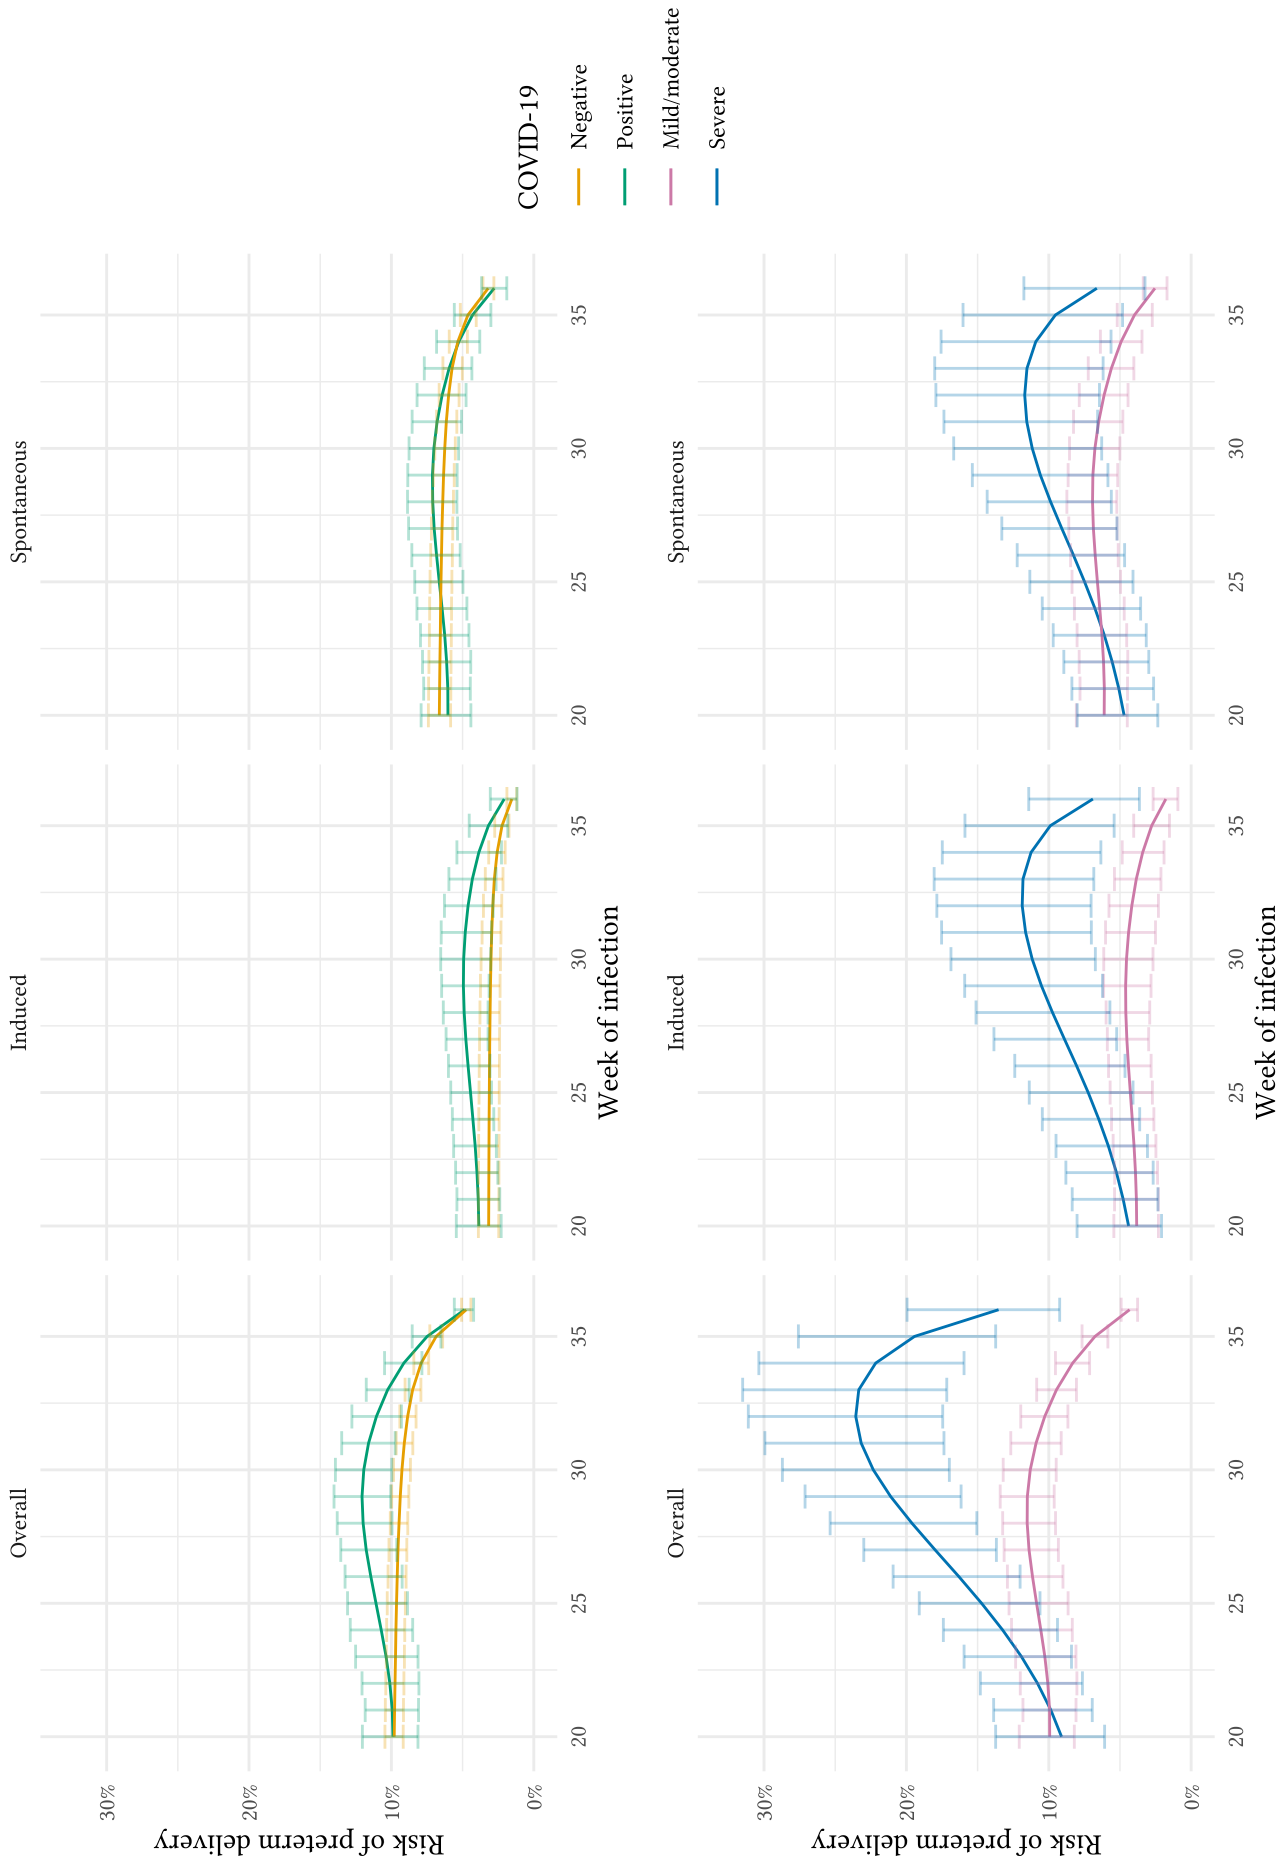 Overall
Induced
Spontaneous
Risk of preterm delivery
30%
20%
10%
0%
20
25
30
35
20
25
30
35
20
25
30
35
Week of infection
COVID-19
Negative
Positive
Mild/moderate
Severe
Overall
Induced
Spontaneous
Risk of preterm delivery
30%
20%
10%
0%
20
25
30
35
20
25
30
35
20
25
30
35
Week of infection